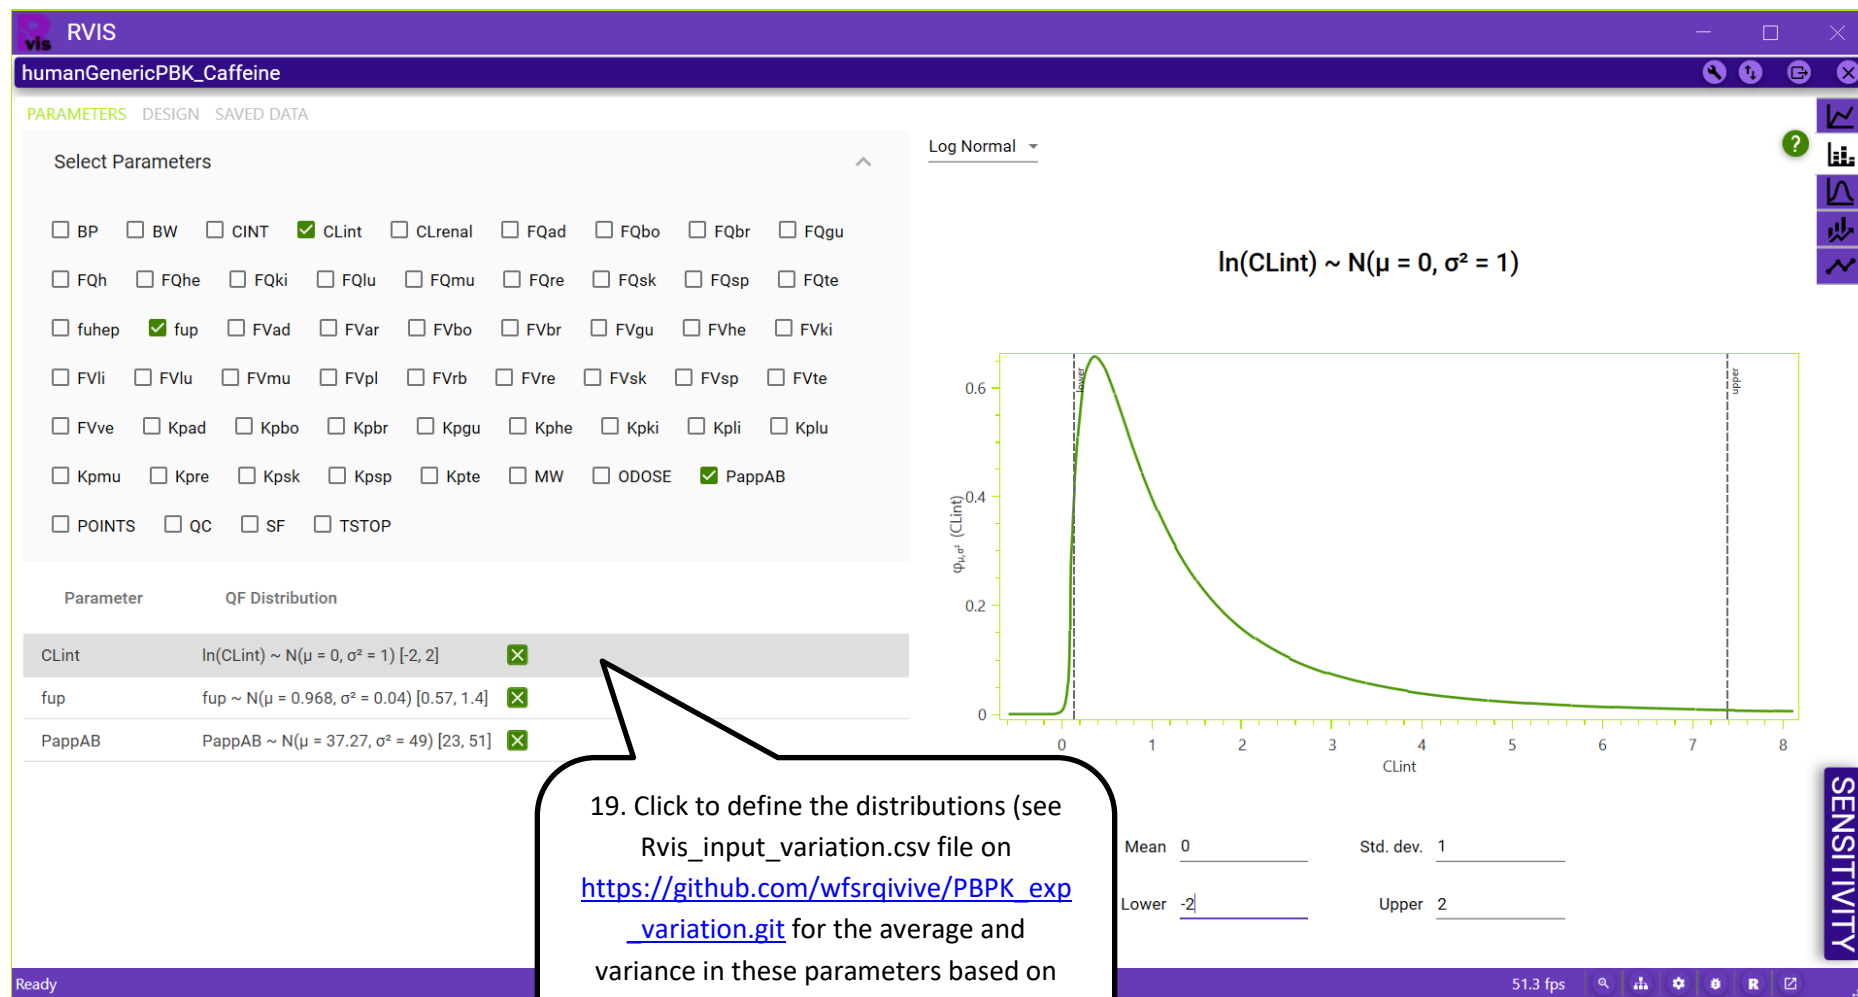 vis RVIS
humanGenericPBK_Caffeine
PARAMETERS DESIGN SAVED DATA
Select Parameters
BP BW CINT CLint CLrenal FQad FQbo FQbr FQgu
FQh FQhe FQki FQlu FQmu FQre FQsk FQsp FQte
fuhep fup FVad FVar FVbo FVbr FVgu FVhe FVki
FVli FVlu FVmu FVpl FVrb FVre FVsk FVsp FVte
FVve Kpad Kpbo Kpbr Kpgu Kphe Kpki Kpli Kplu
Kpmu Kpre Kpsk Kpsp Kpte MW ODOSE PappAB
POINTS QC SF TSTOP
Parameter QF Distribution
CLint ln(CLint) ~ N(μ = 0, σ² = 1) [-2, 2]
fup fup ~ N(μ = 0.968, σ² = 0.04) [0.57, 1.4]
PappAB PappAB ~ N(μ = 37.27, σ² = 49) [23, 51]
19. Click to define the distributions (see
Rvis_input_variation.csv file on
https://github.com/wfsrqivive/PBPK_exp
_variation.git for the average and
variance in these parameters based on
Log Normal
?
ln(CLint) ~ N(μ = 0, σ² = 1)
lower
upper
0.6
0.4
0.2
0
φμ,σ² (CLint)
0 1 2 3 4 5 6 7 8
CLint
Mean 0 Std. dev. 1
Lower -2 Upper 2
SENSITIVITY
Ready 51.3 fps R